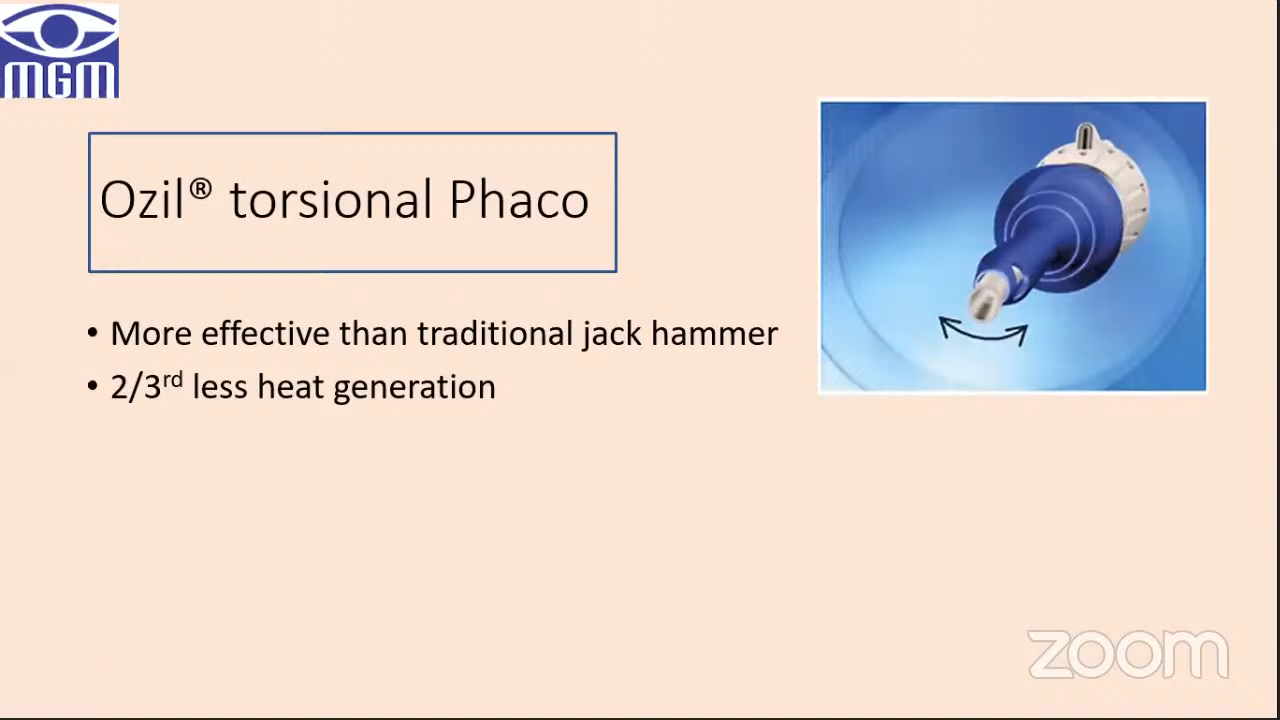 MGM
Ozil® torsional Phaco
• More effective than traditional jack hammer
• 2/3rd less heat generation
zoom